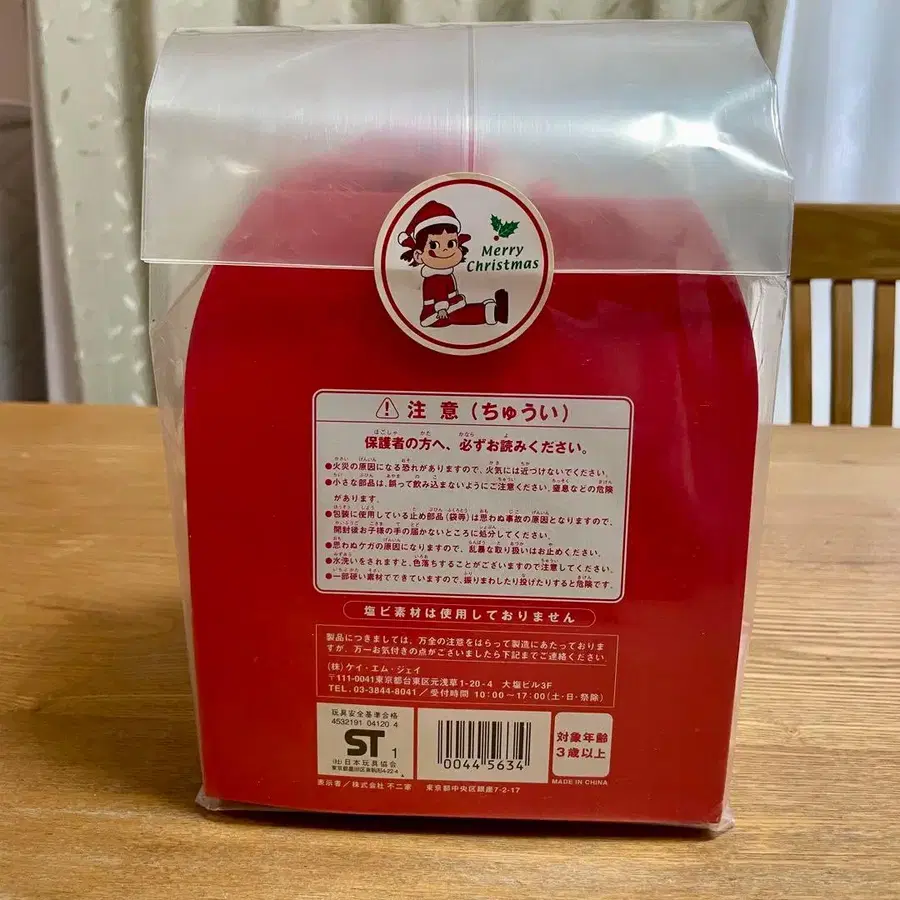 Merry
Christmas
注意(ちゅうい)
保護者の方へ、必ずお読みください。
●火災の原因になる恐れがありますので、火気には近づけないでください。
●小さな部品は、誤って飲み込まないようにご注意ください。窒息などの危険
があります。
●包装に使用している止め部品(袋等)は思わぬ事故の原因となりますので、
開封後お子様の手の届かないところに処分してください。
●思わぬケガの原因になりますので、乱暴な取り扱いはお止めください。
●水洗いをされますと、色落ちすることがございますので注意してください。
●一部硬い素材でできていますので、振りまわしたり投げたりすると危険です。
塩ビ素材は使用しておりません
製品につきましては、万全の注意をはらって製造にあたっておりま
すが、万一お気付きの点がございましたら下記までご連絡ください。
(株)ケイ・エム・ジェイ
〒111-0041東京都台東区元浅草1-20-4 大塩ビル3F
TEL. 03-3844-8041/受付時間 10:00~17:00(土・日・祭除)
玩具安全基準合格
4532191 04120 4
ST 1
(社)日本玩具協会
東京都墨田区東駒形4-22-4
0044 5634
対象年齢
3歳以上
MADE IN CHINA
表示者/株式会社 不二家 東京都中央区銀座7-2-17